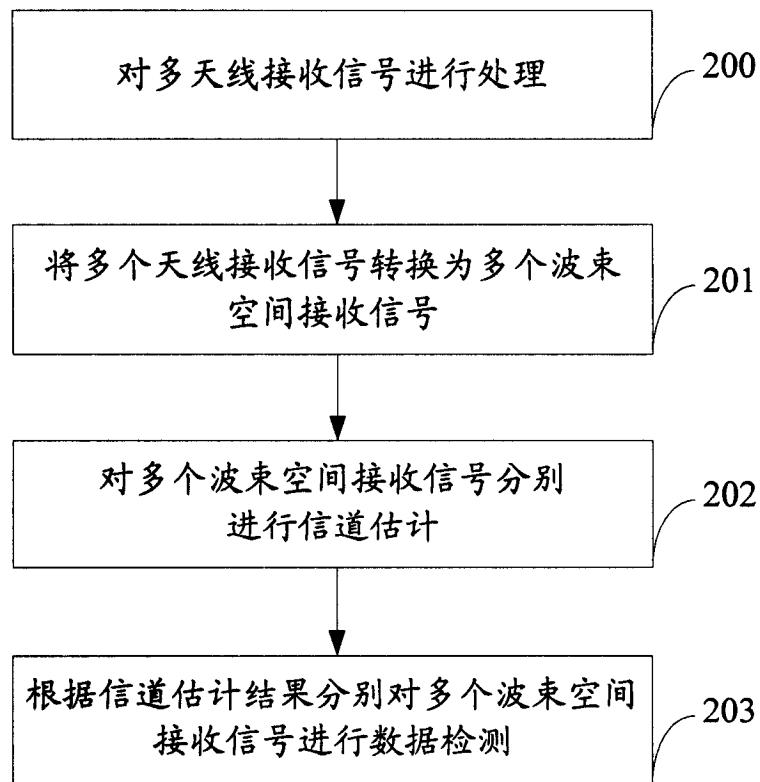 对多天线接收信号进行处理
200
将多个天线接收信号转换为多个波束
空间接收信号
201
对多个波束空间接收信号分别
进行信道估计
202
根据信道估计结果分别对多个波束空间
接收信号进行数据检测
203